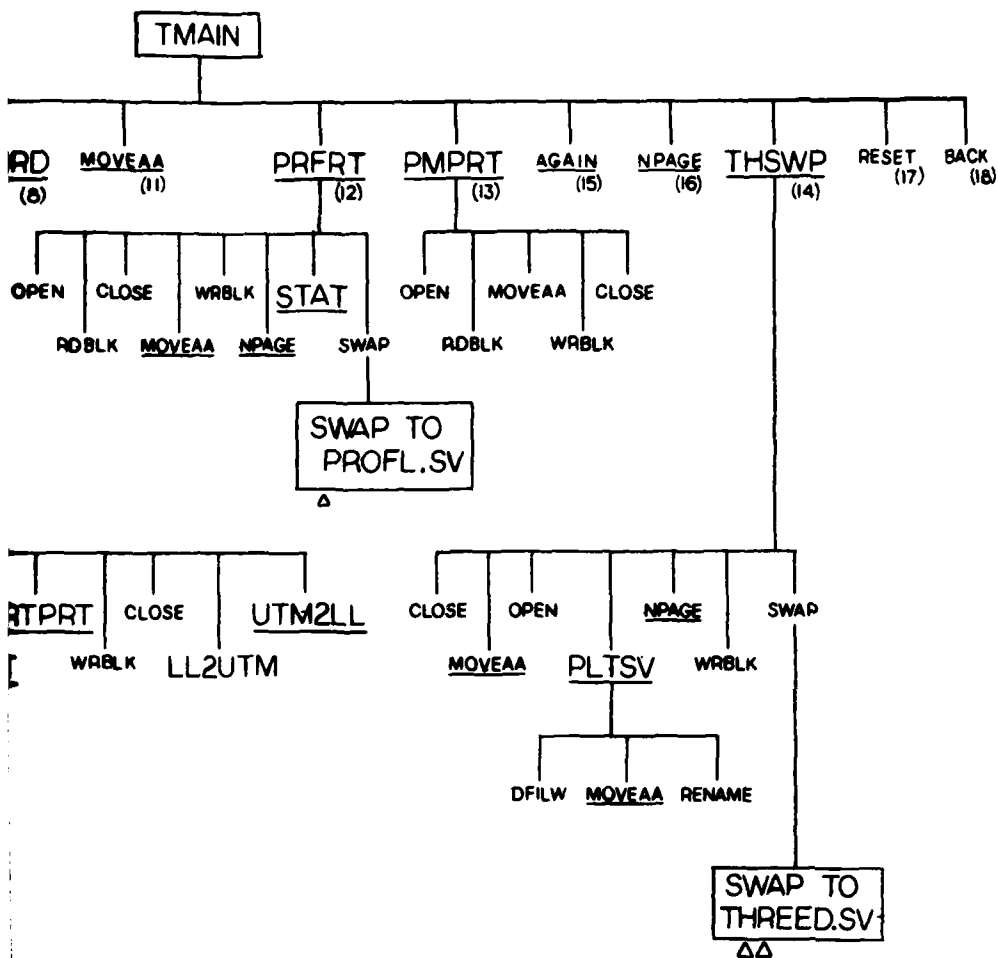 TMAIN
MOVEAA PRFRT PMPRT AGAIN NPAGE THSWP RESET BACK
(8) (11) (12) (13) (15) (16) (14) (17) (18)
OPEN CLOSE WRBLK STAT OPEN MOVEAA CLOSE
RDBLK MOVEAA NPAGE SWAP RDBLK WRBLK
SWAP TO
PROFL.SV
Δ
CLOSE UTM2LL CLOSE OPEN NPAGE SWAP
WRBLK LL2UTM MOVEAA PLTSV WRBLK
DFILW MOVEAA RENAME
SWAP TO
THREED.SV
ΔΔ